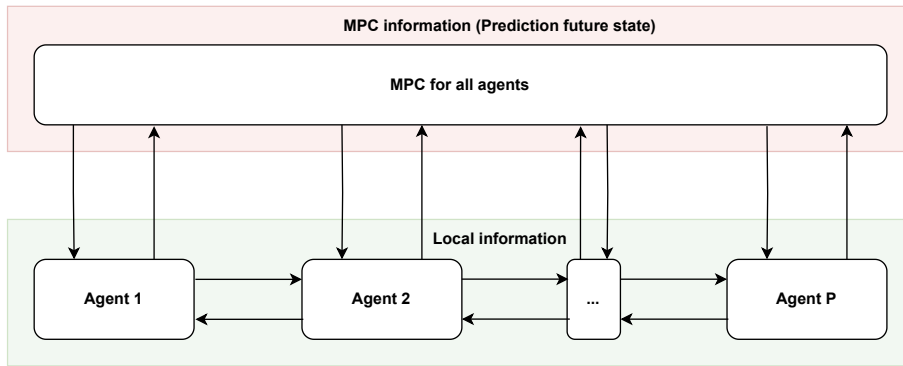 MPC information (Prediction future state)
MPC for all agents
Local information
Agent 1
Agent 2
...
Agent P